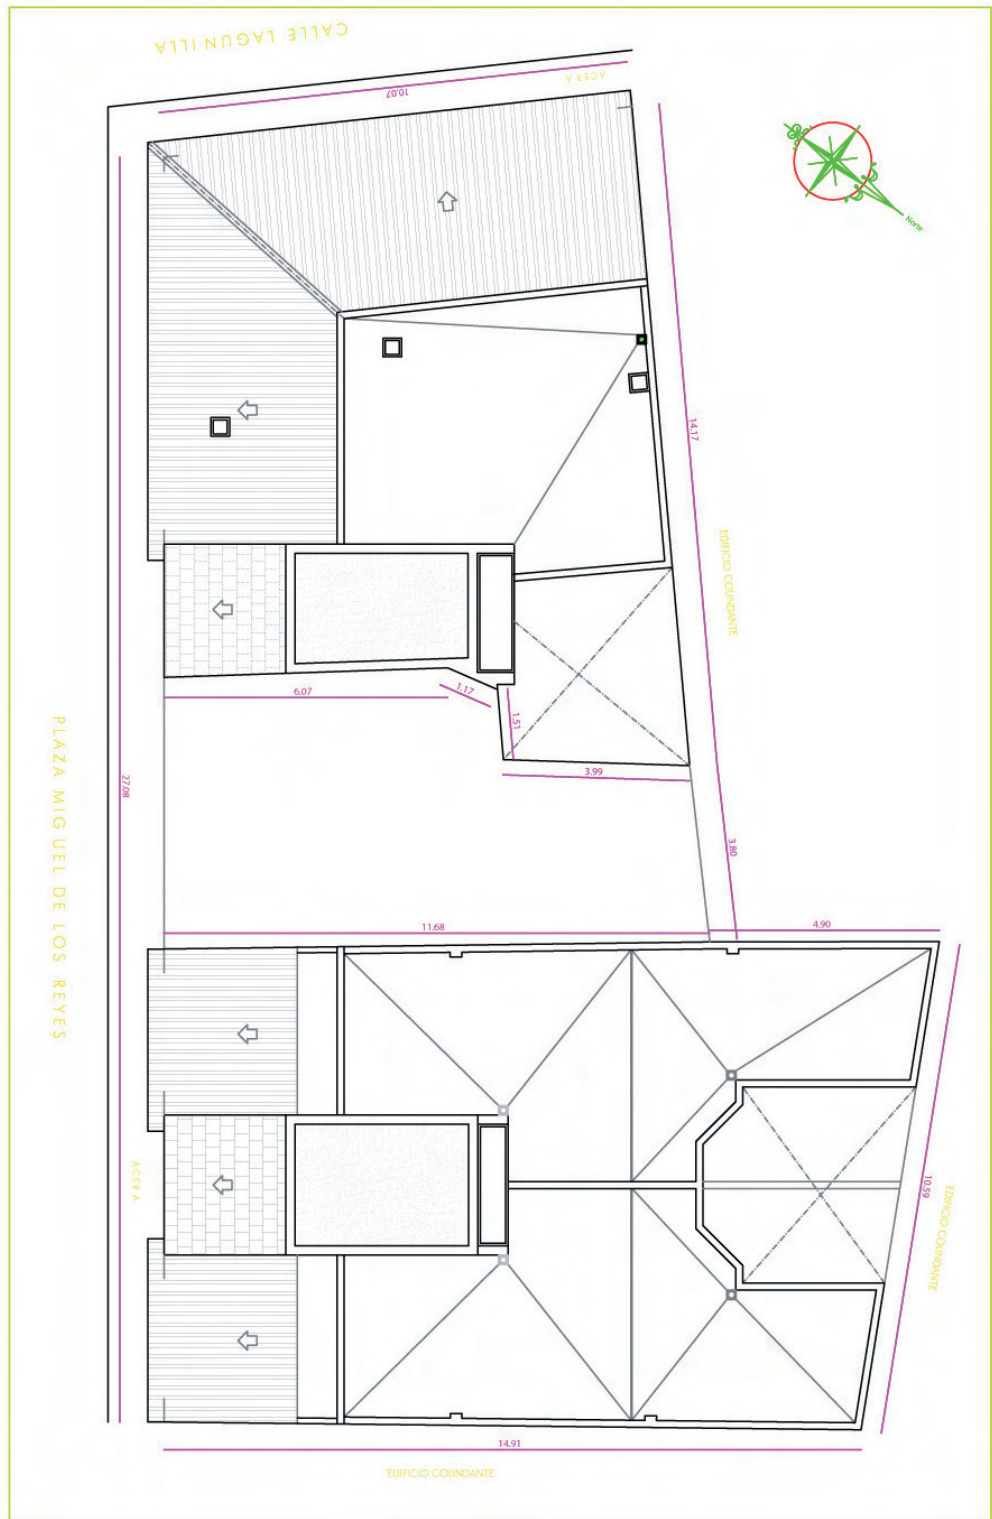 CALLE LAGUNILLA
ACERA
10.07
Norte
14.17
EDIFICIO COLINDANTE
6.07
1.17
1.51
3.99
27.08
PLAZA MIGUEL DE LOS REYES
3.80
11.68
4.90
ACERA
10.59
EDIFICIO COLINDANTE
14.91
EDIFICIO COLINDANTE